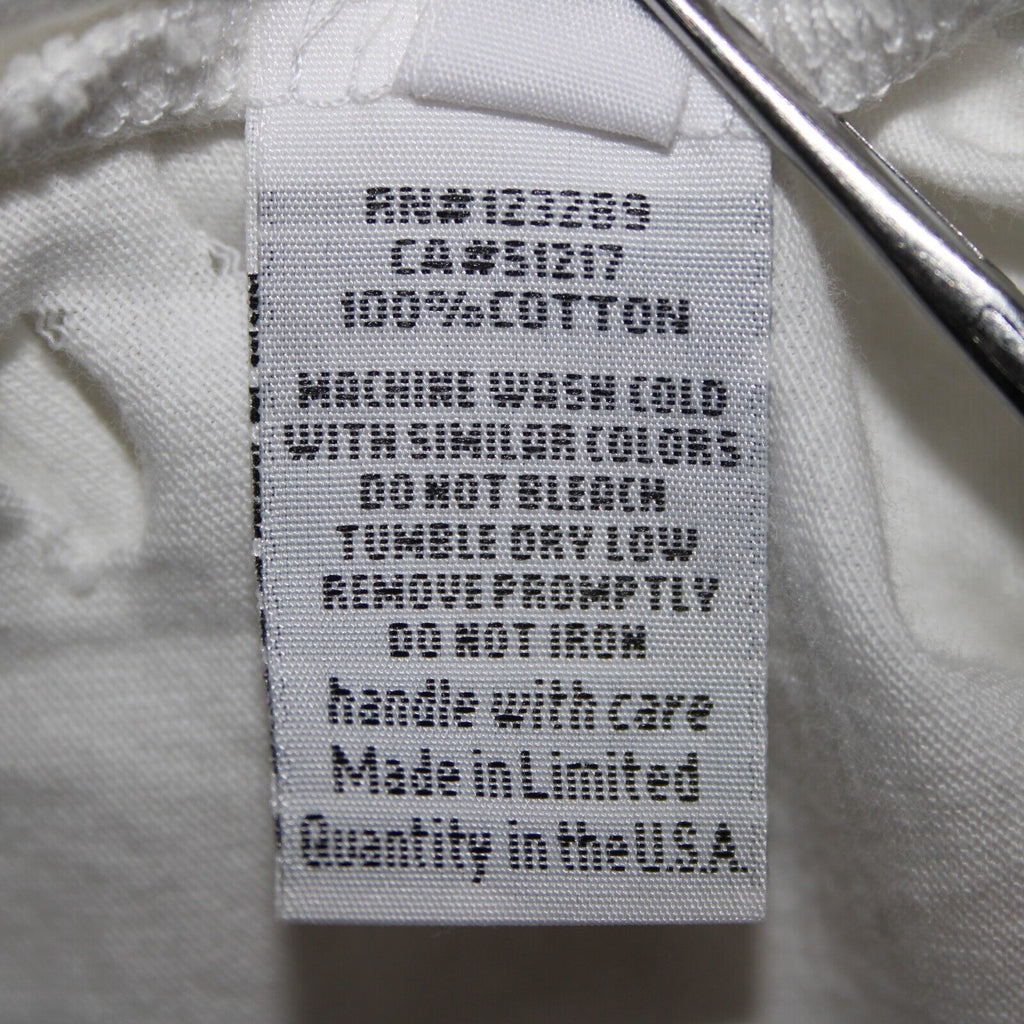 RN#123289
CA#51217
100%COTTON
MACHINE WASH COLD
WITH SIMILAR COLORS
DO NOT BLEACH
TUMBLE DRY LOW
REMOVE PROMPTLY
DO NOT IRON
handle with care
Made in Limited
Quantity in the U.S.A.